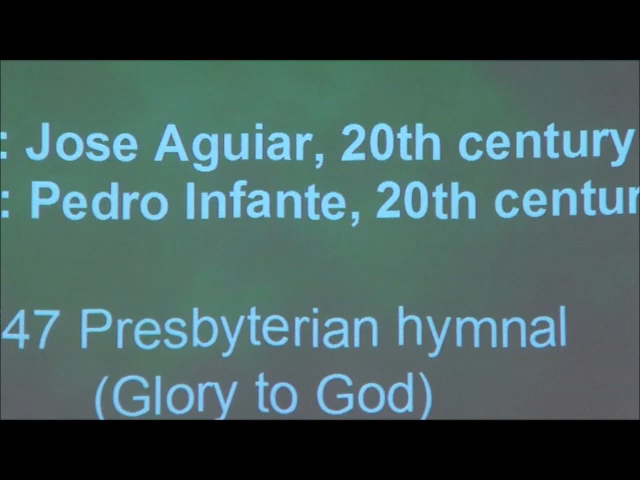 : Jose Aguiar, 20th century
: Pedro Infante, 20th centur
47 Presbyterian hymnal
(Glory to God)